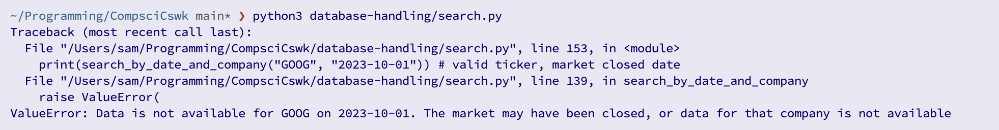 ~/Programming/CompsciCswk main* ❯ python3 database-handling/search.py
Traceback (most recent call last):
  File "/Users/sam/Programming/CompsciCswk/database-handling/search.py", line 153, in <module>
    print(search_by_date_and_company("GOOG", "2023-10-01")) # valid ticker, market closed date
  File "/Users/sam/Programming/CompsciCswk/database-handling/search.py", line 139, in search_by_date_and_company
    raise ValueError(
ValueError: Data is not available for GOOG on 2023-10-01. The market may have been closed, or data for that company is not available